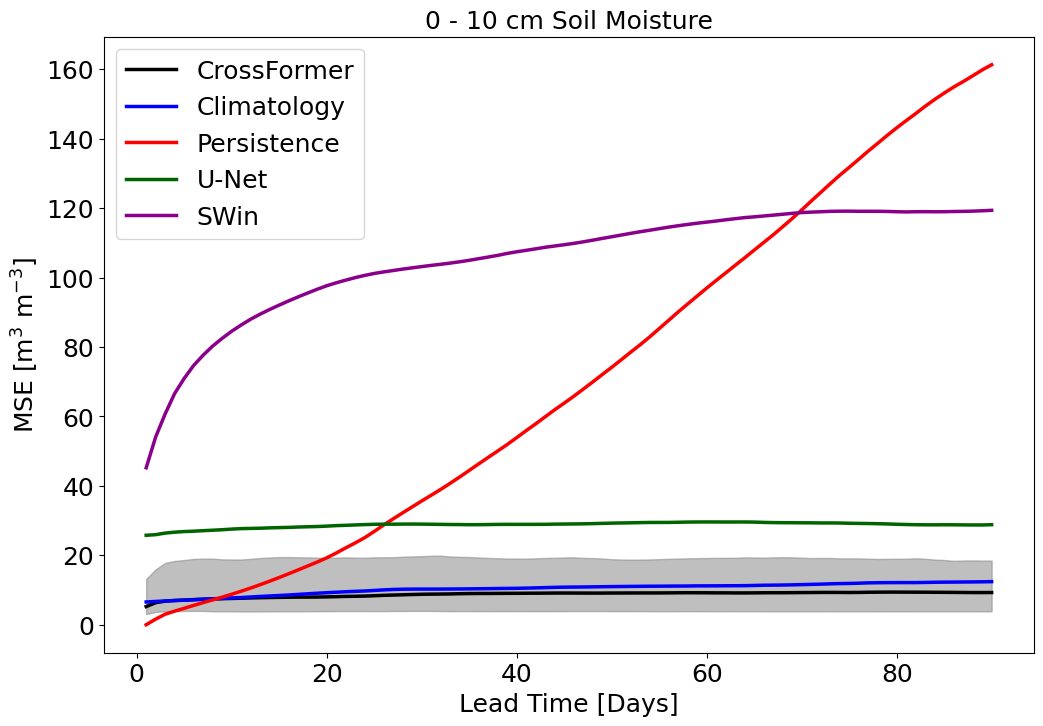 0 - 10 cm Soil Moisture
MSE [m³ m⁻³]
160
140
120
100
80
60
40
20
0
CrossFormer
Climatology
Persistence
U-Net
SWin
0 20 40 60 80
Lead Time [Days]